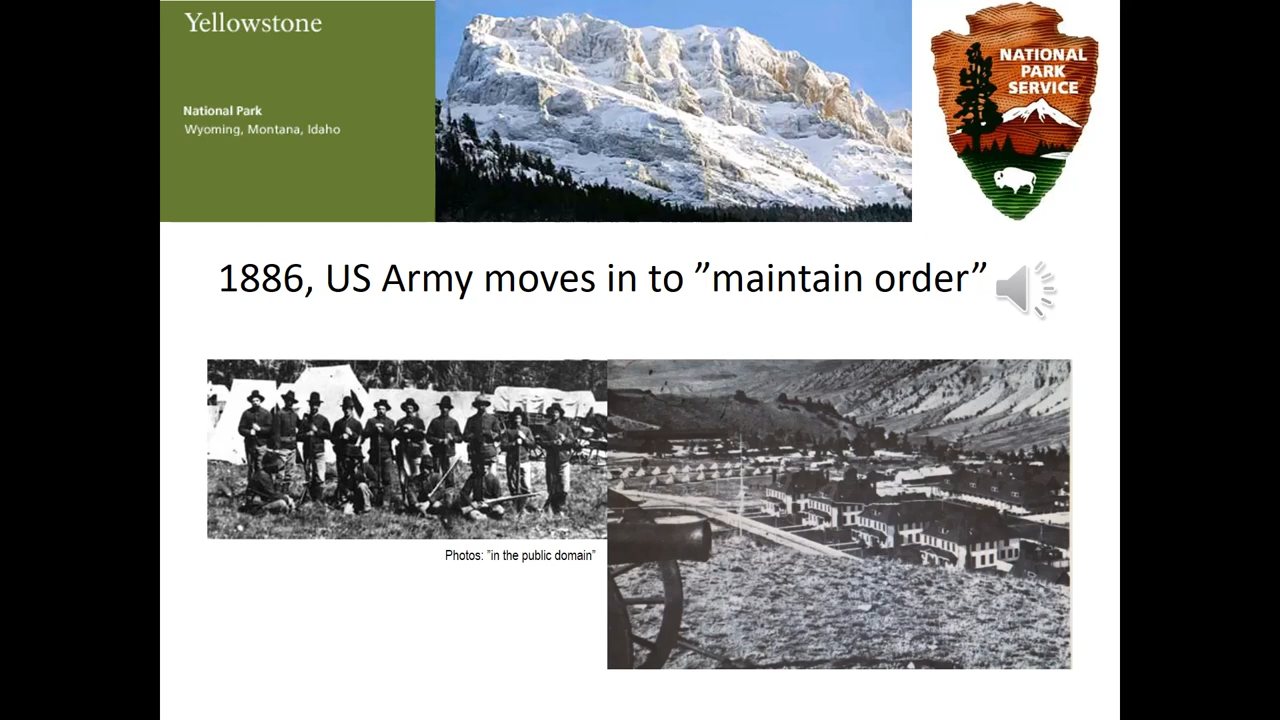 Yellowstone
National Park
Wyoming, Montana, Idaho
NATIONAL
PARK
SERVICE
1886, US Army moves in to ”maintain order”
Photos: ”in the public domain”